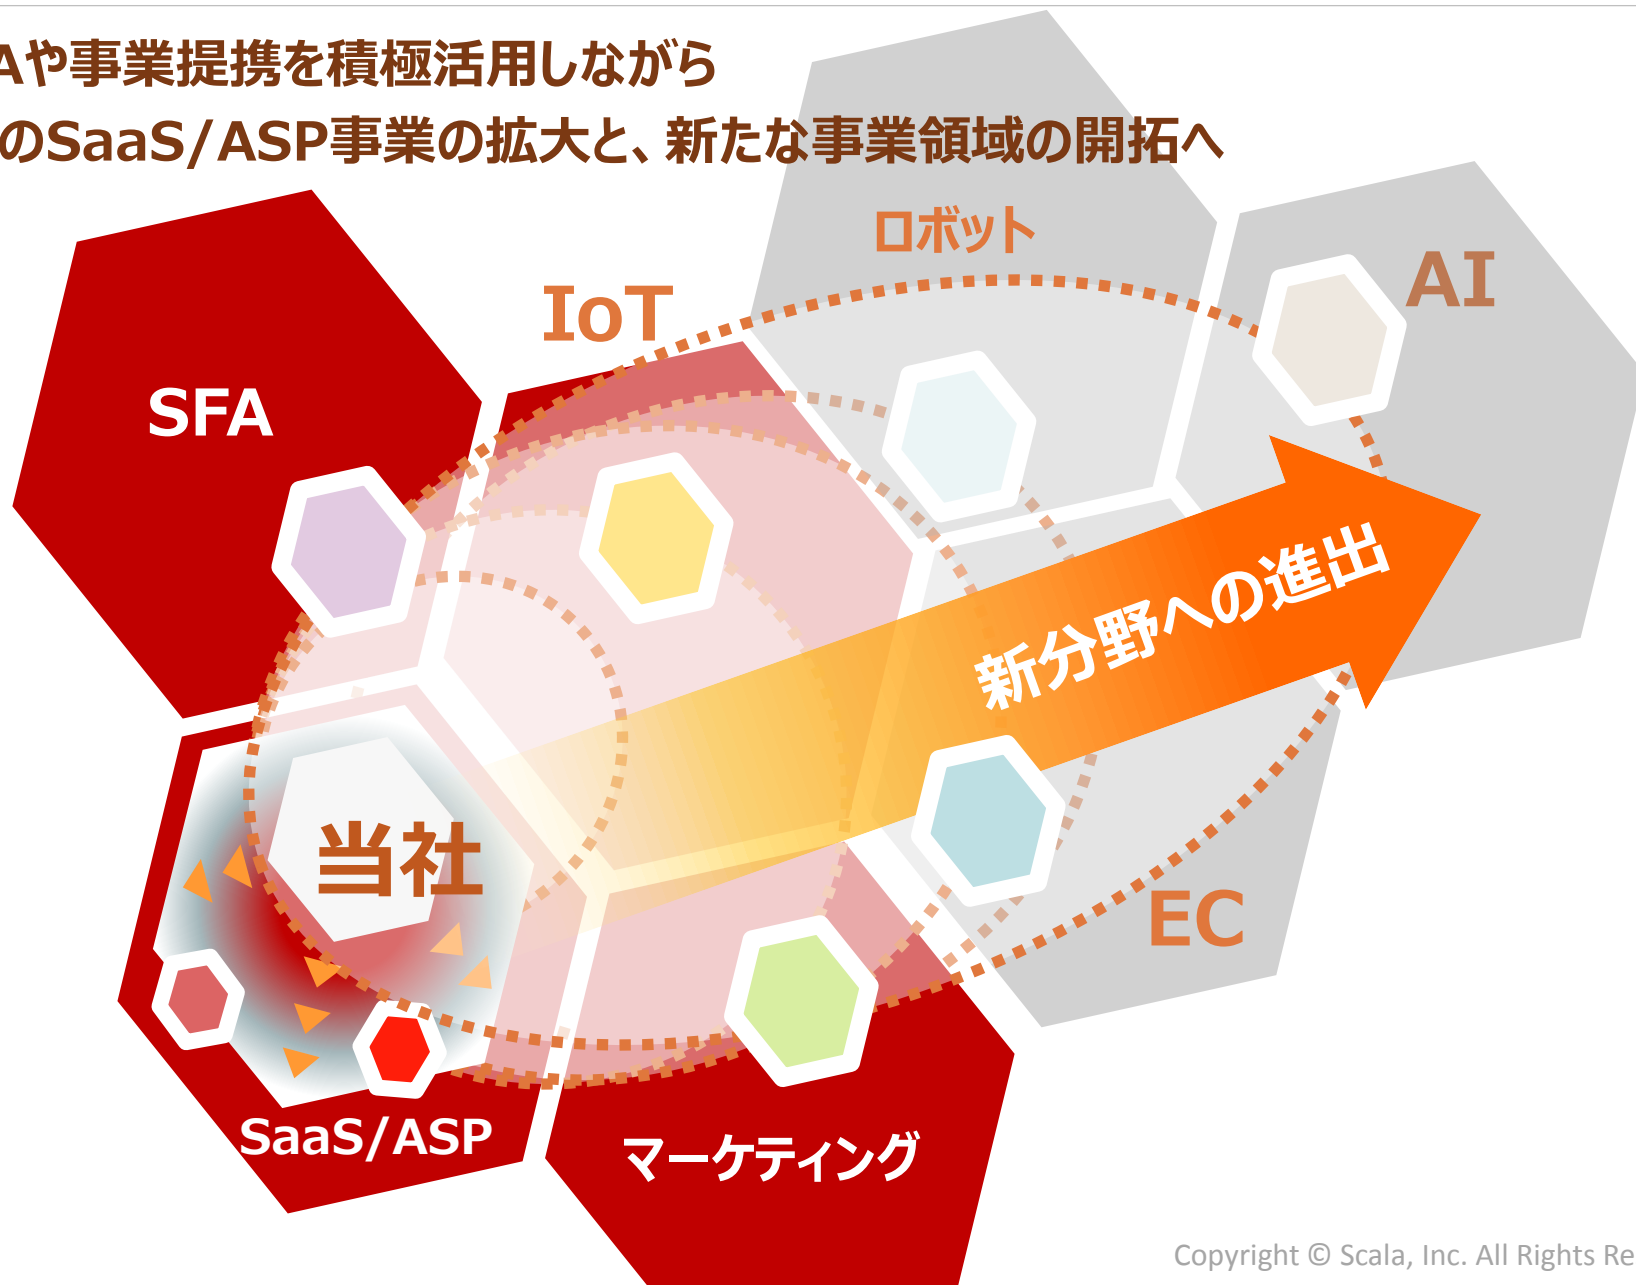 Aや事業提携を積極活用しながら
のSaaS/ASP事業の拡大と、新たな事業領域の開拓へ
ロボット
AI
IoT
SFA
新分野への進出
当社
EC
SaaS/ASP
マーケティング
Copyright © Scala, Inc. All Rights Re